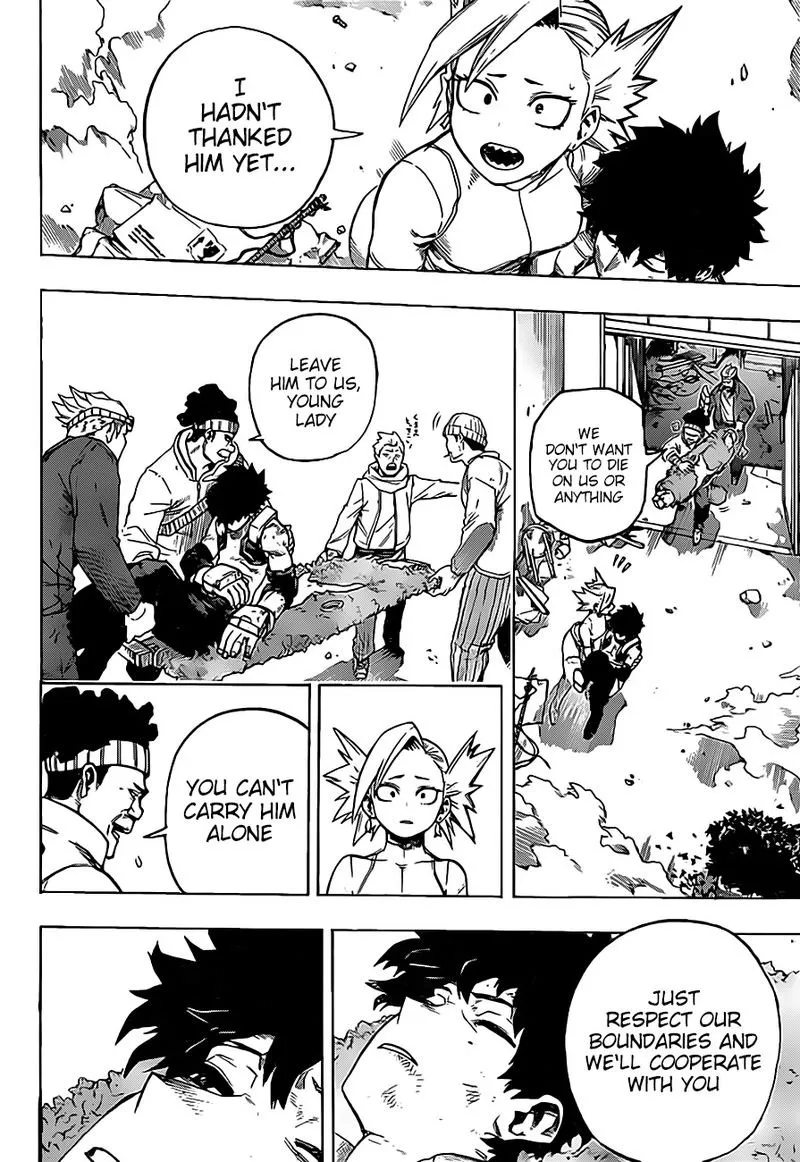 I
HADN'T
THANKED
HIM YET...
WE
DON'T WANT
YOU TO DIE
ON US OR
ANYTHING
LEAVE
HIM TO US,
YOUNG
LADY
YOU CAN'T
CARRY HIM
ALONE
JUST
RESPECT OUR
BOUNDARIES AND
WE'LL COOPERATE
WITH YOU